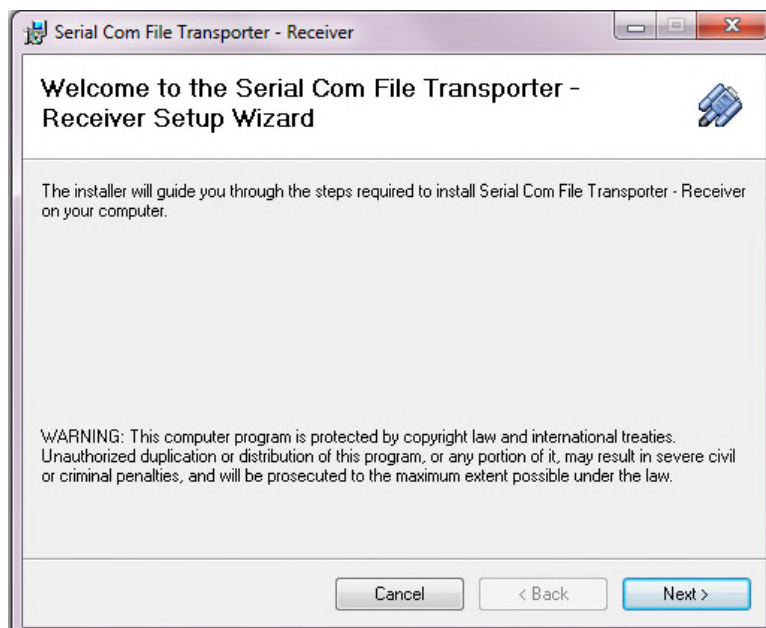 Serial Com File Transporter - Receiver
Welcome to the Serial Com File Transporter -
Receiver Setup Wizard
The installer will guide you through the steps required to install Serial Com File Transporter - Receiver
on your computer.
WARNING: This computer program is protected by copyright law and international treaties.
Unauthorized duplication or distribution of this program, or any portion of it, may result in severe civil
or criminal penalties, and will be prosecuted to the maximum extent possible under the law.
Cancel < Back Next >